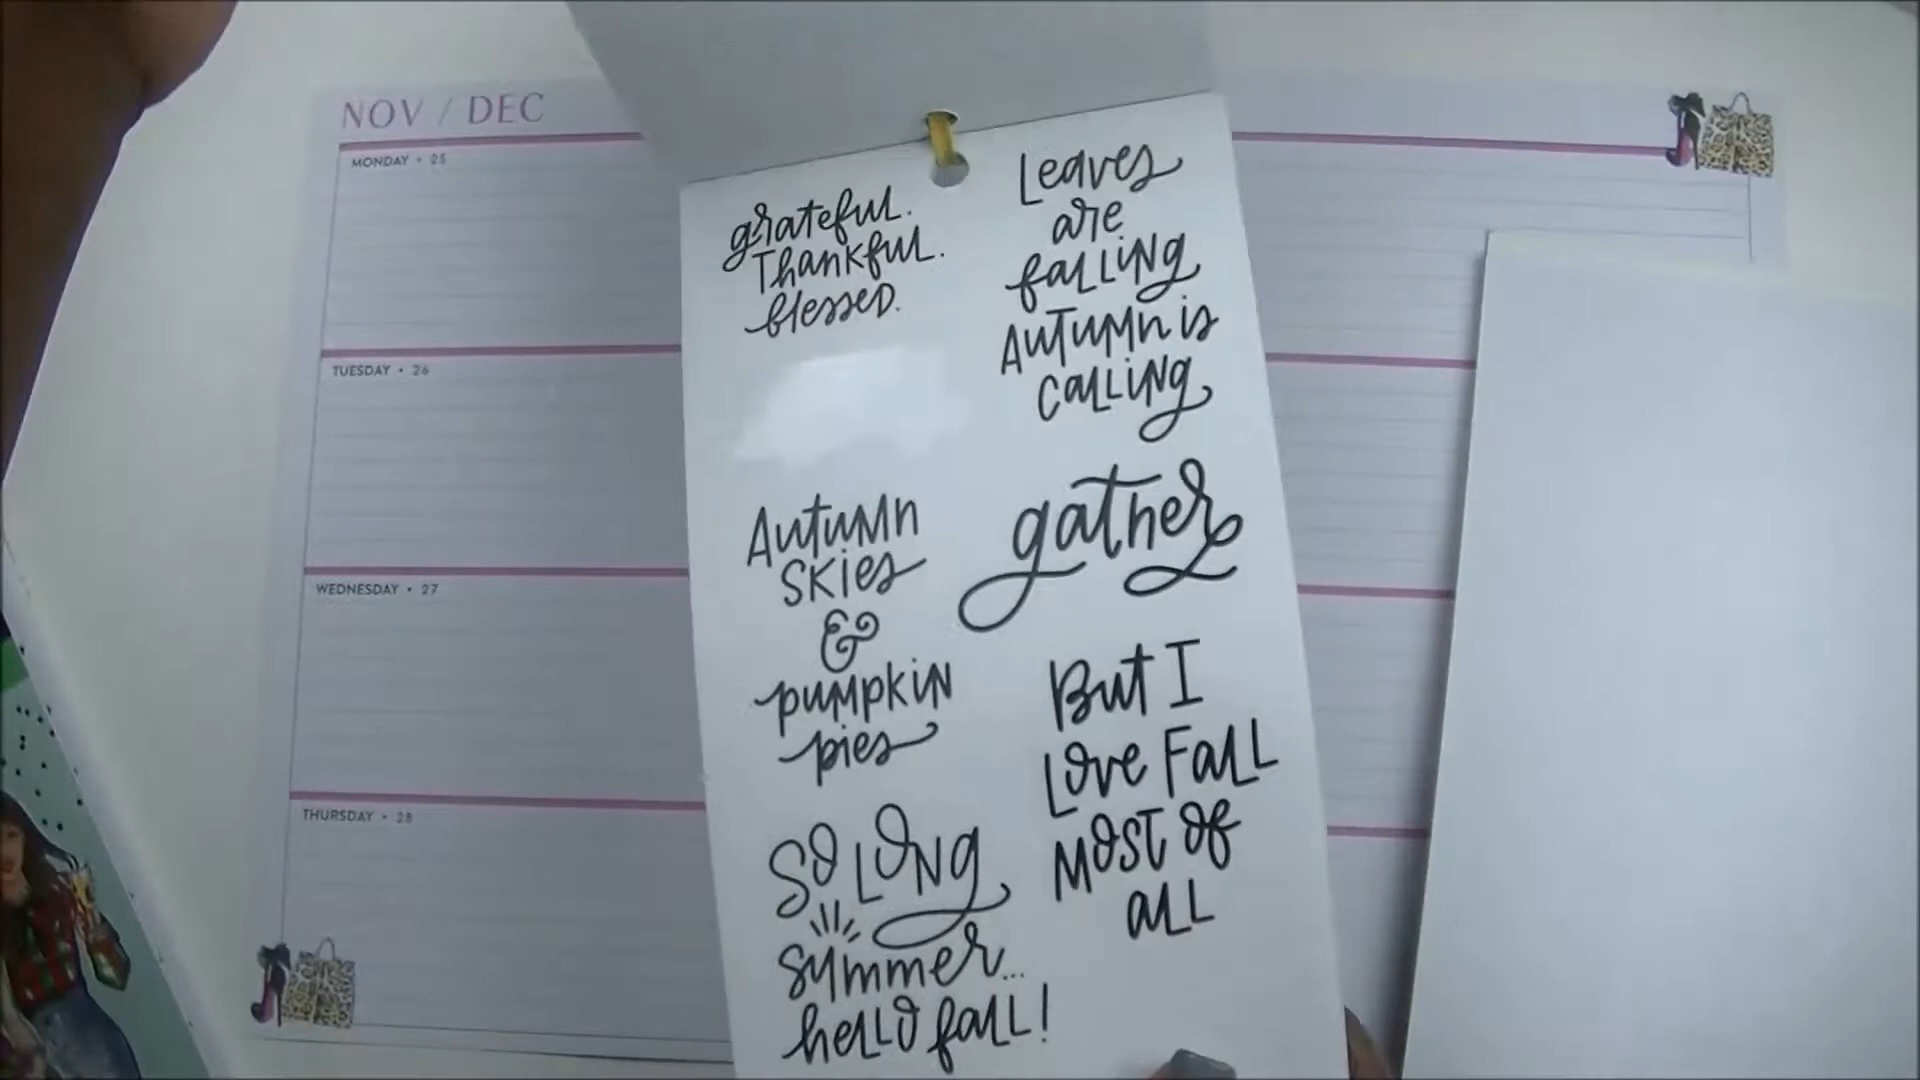 NOV / DEC
MONDAY • 25
TUESDAY • 26
WEDNESDAY • 27
THURSDAY • 28
grateful.
Thankful.
blessed.
Autumn
skies
&
pumpkin
pies
So Long
summer...
hello fall!
Leaves
are
falling
Autumn is
calling
gather
But I
Love Fall
Most of
all